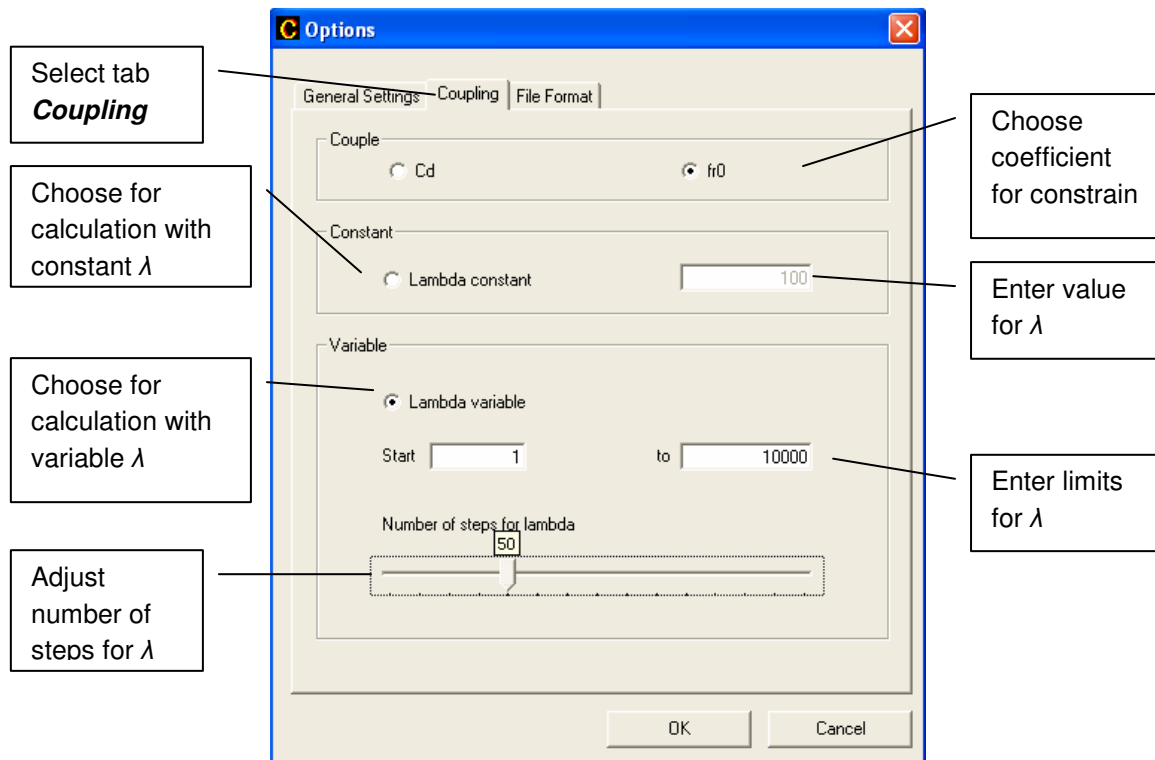 C Options
Select tab
Coupling
General Settings Coupling File Format
Couple
Cd fr0
Choose
coefficient
for constrain
Choose for
calculation with
constant λ
Constant
Lambda constant 100
Enter value
for λ
Variable
Choose for
calculation with
variable λ
Lambda variable
Start 1 to 10000
Enter limits
for λ
Number of steps for lambda
50
Adjust
number of
steps for λ
OK Cancel